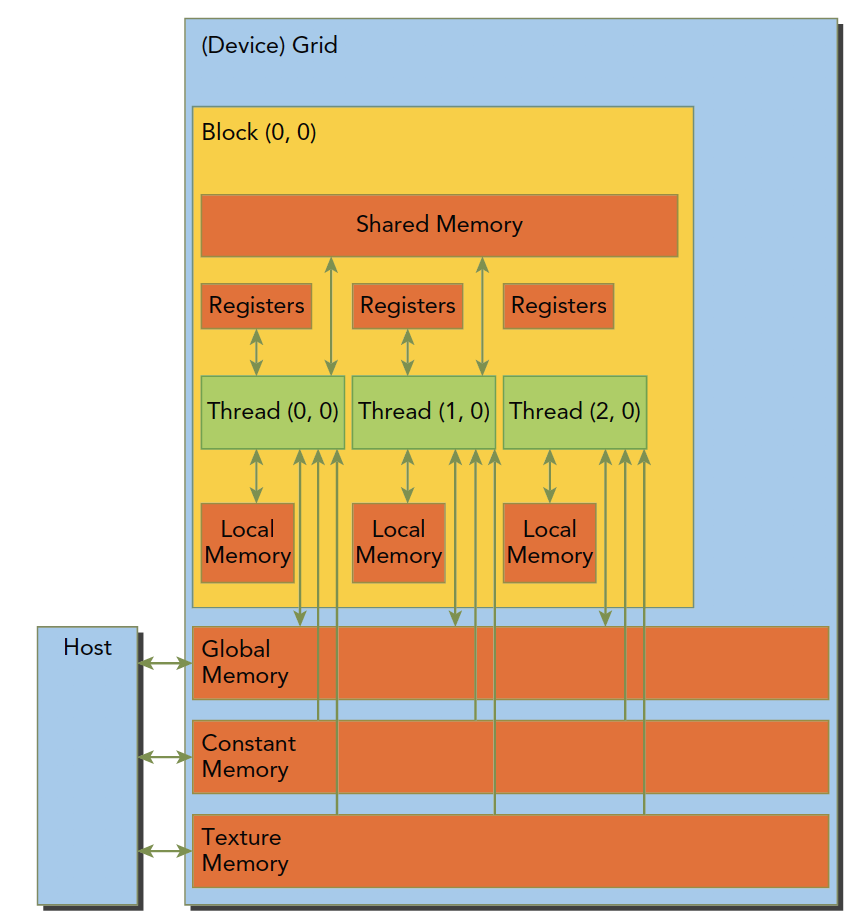 (Device) Grid
Block (0, 0)
Shared Memory
Registers
Registers
Registers
Thread (0, 0)
Thread (1, 0)
Thread (2, 0)
Local
Memory
Local
Memory
Local
Memory
Host
Global
Memory
Constant
Memory
Texture
Memory